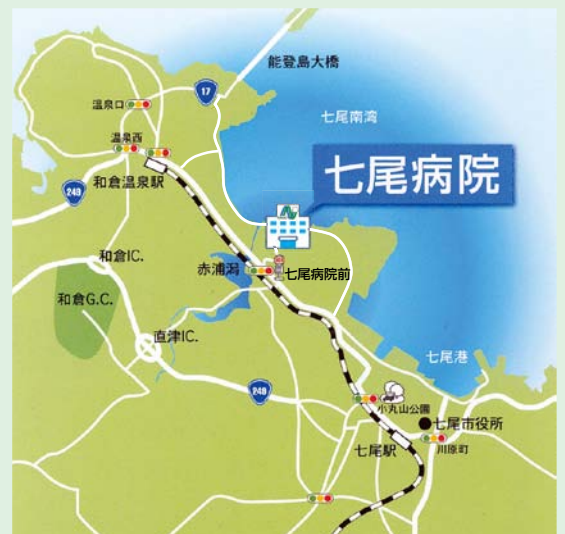 能登島大橋
17
温泉口
七尾南湾
温泉西
七尾病院
249
和倉温泉駅
和倉IC.
赤浦潟
七尾病院前
和倉G.C.
直津IC.
七尾港
249
小丸山公園
七尾市役所
七尾駅
川原町